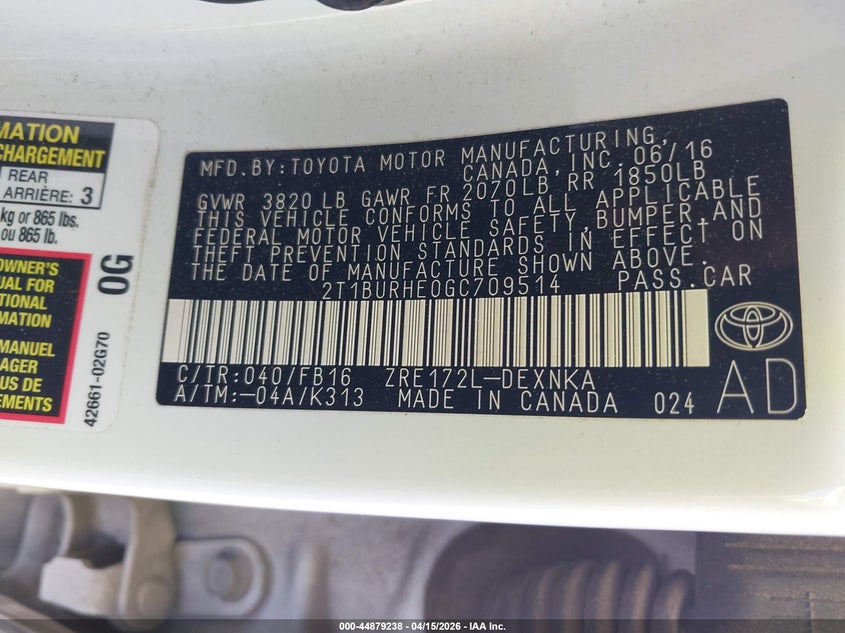 MATION
CHARGEMENT
REAR
ARRIÈRE: 3
kg or 865 lbs.
ou 865 lb.
OWNER'S
UAL FOR
TIONAL
RMATION
MANUEL
AGER
US DE
EMENTS
OG
42661-02G70
MFD.BY:TOYOTA MOTOR MANUFACTURING,
CANADA,INC. 06/16
GVWR 3820 LB GAWR FR 2070LB, RR 1850LB
THIS VEHICLE CONFORMS TO ALL APPLICABLE
FEDERAL MOTOR VEHICLE SAFETY,BUMPER,AND
THEFT PREVENTION STANDARDS IN EFFECT ON
THE DATE OF MANUFACTURE SHOWN ABOVE.
2T1BURHE0GC709514 PASS.CAR
C/TR:040/FB16 ZRE172L-DEXNKA
A/TM:-04A/K313 MADE IN CANADA 024
AD
000-44879238 - 04/15/2026 - IAA Inc.